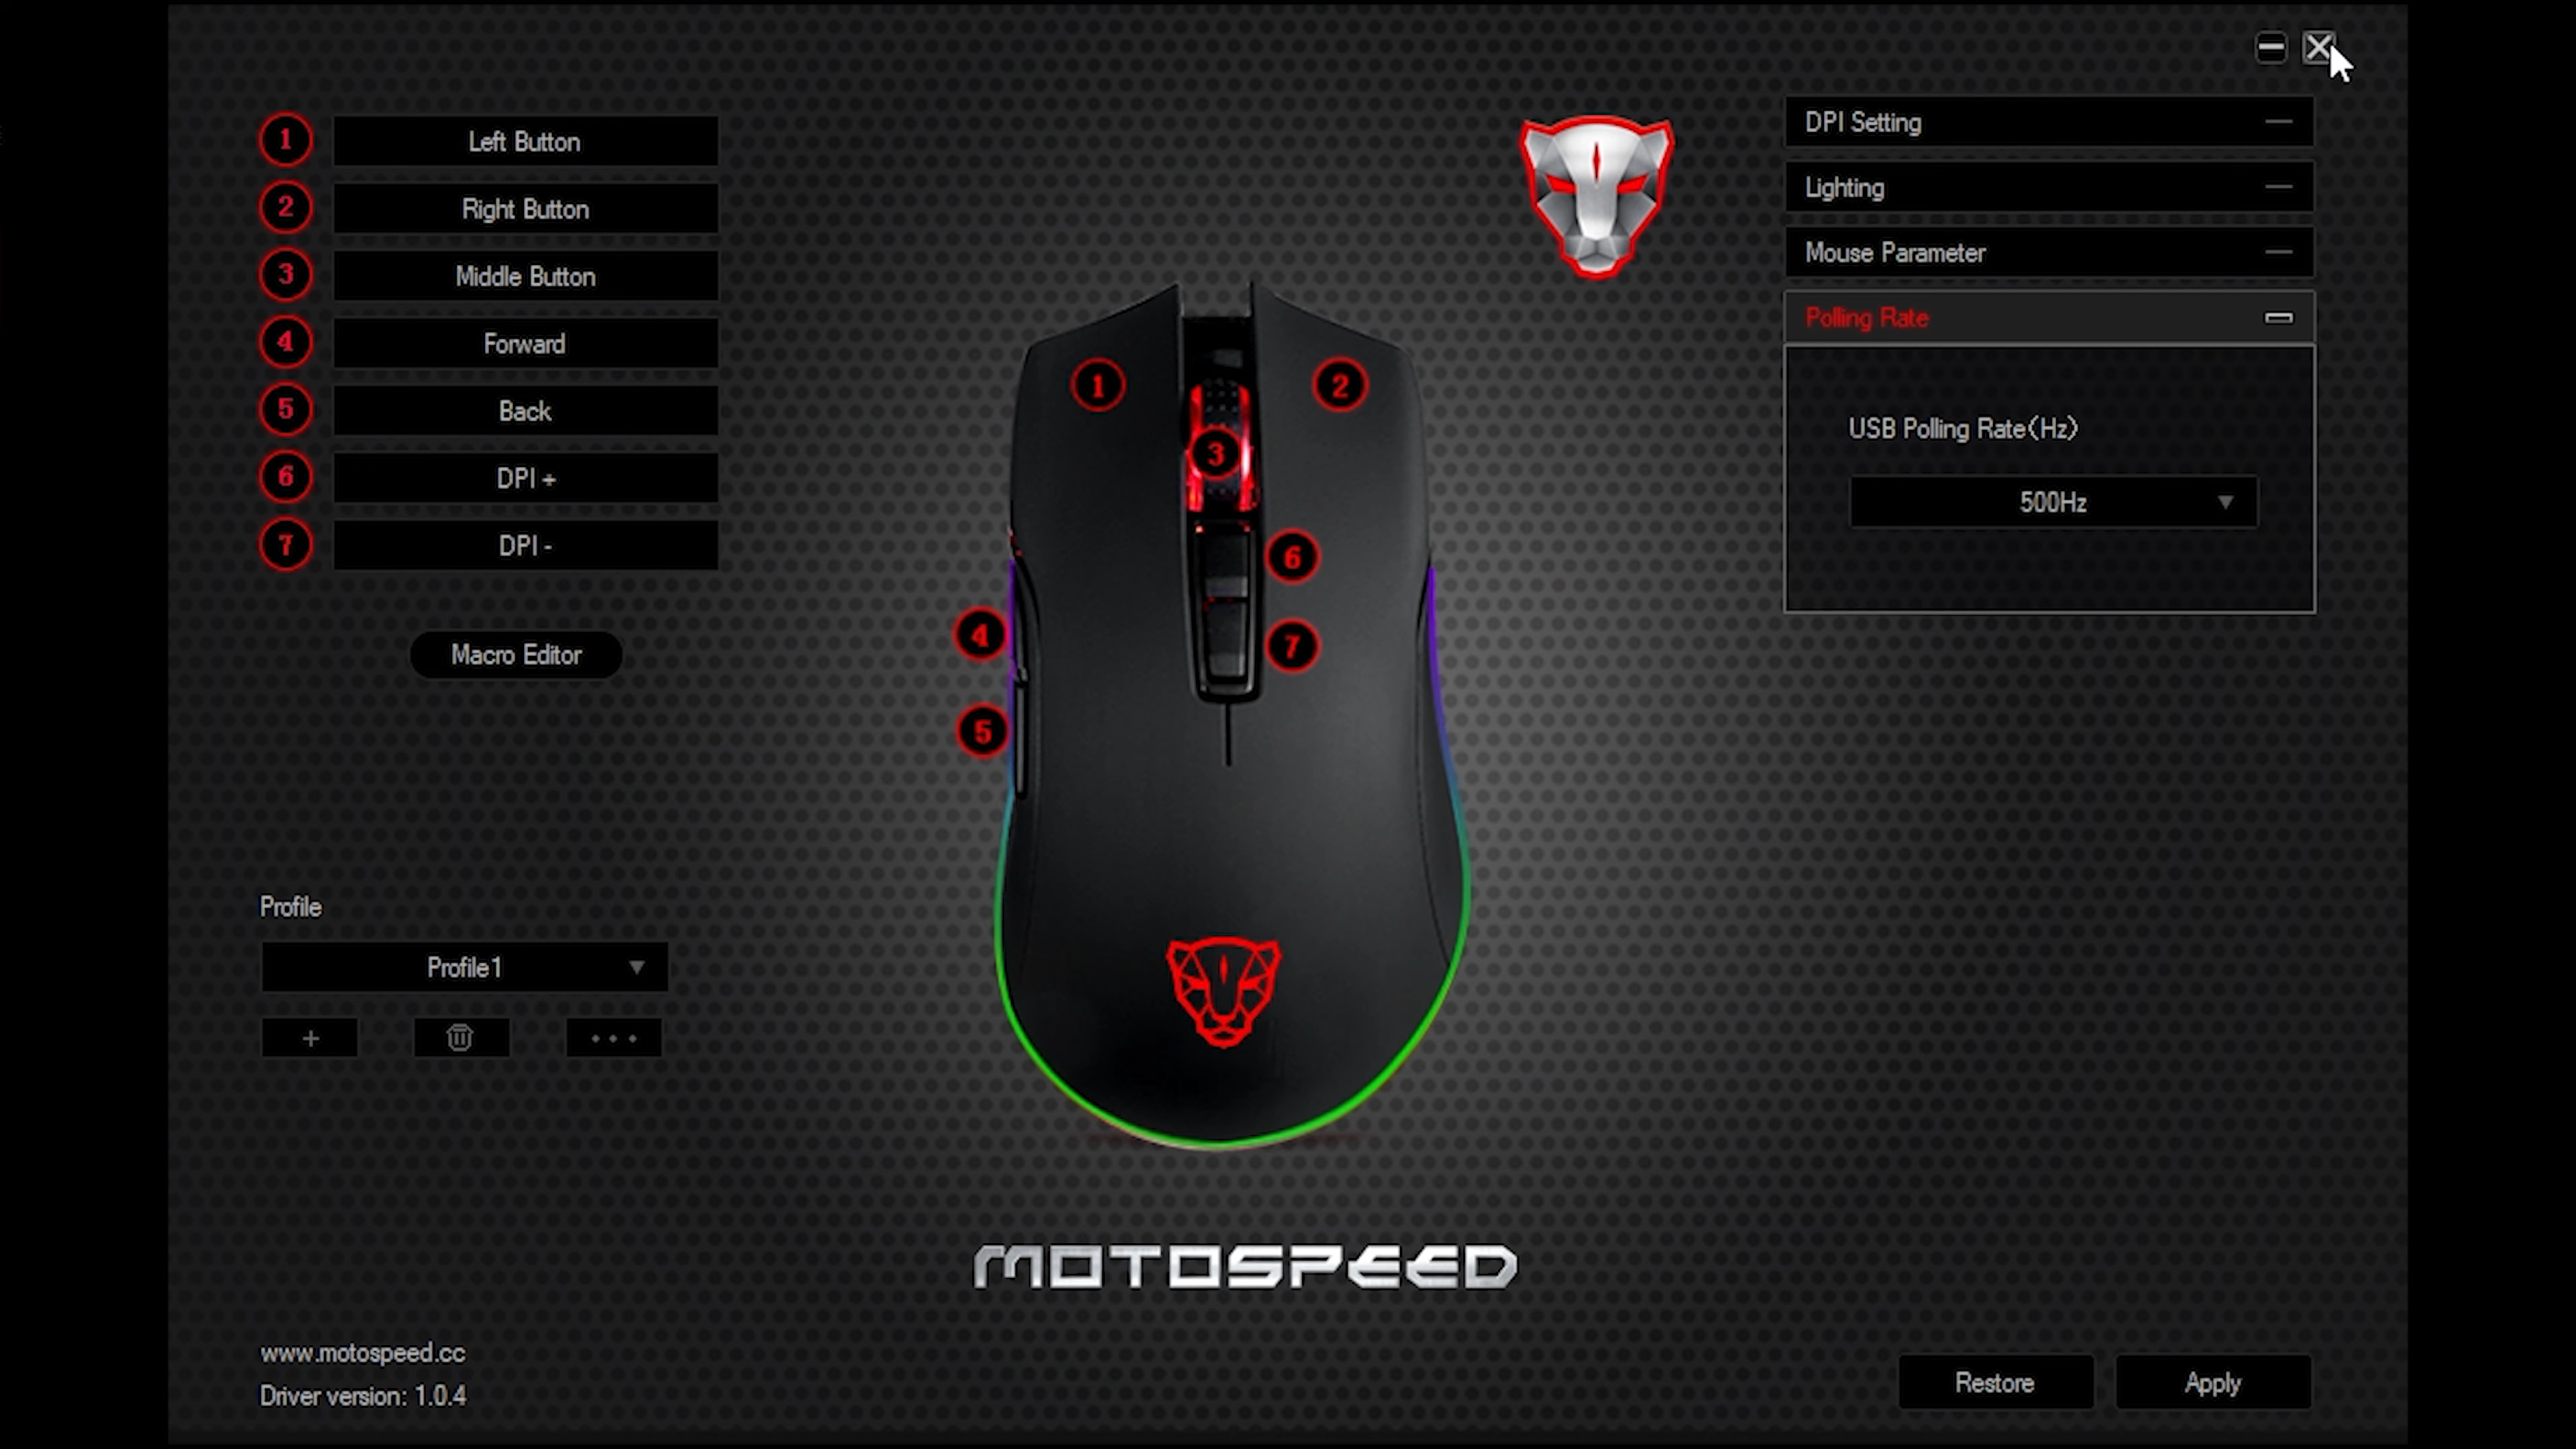 1 Left Button
2 Right Button
3 Middle Button
4 Forward
5 Back
6 DPI +
7 DPI -
Macro Editor
Profile
Profile1
+
...
www.motospeed.cc
Driver version: 1.0.4
1
2
3
6
4
7
5
MOTOSPEED
DPI Setting
Lighting
Mouse Parameter
Polling Rate
USB Polling Rate(Hz)
500Hz
Restore
Apply